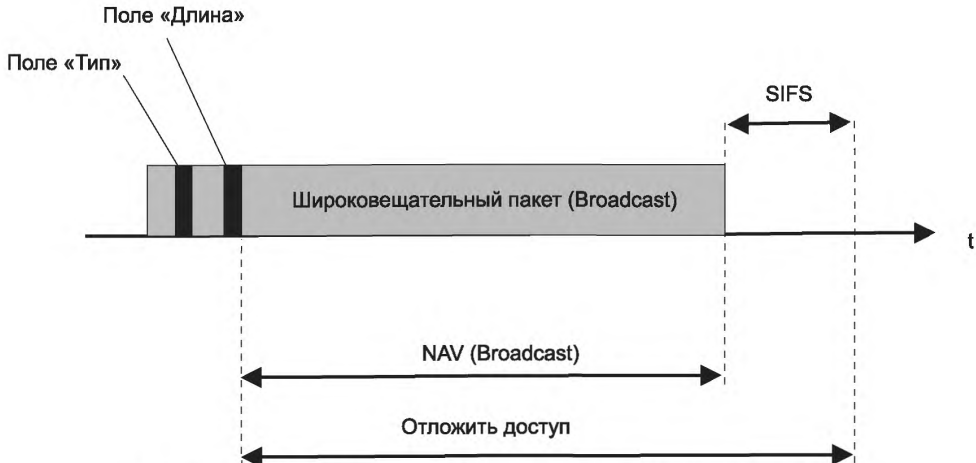 Поле «Длина»
Поле «Тип»
SIFS
Широковещательный пакет (Broadcast)
t
NAV (Broadcast)
Отложить доступ